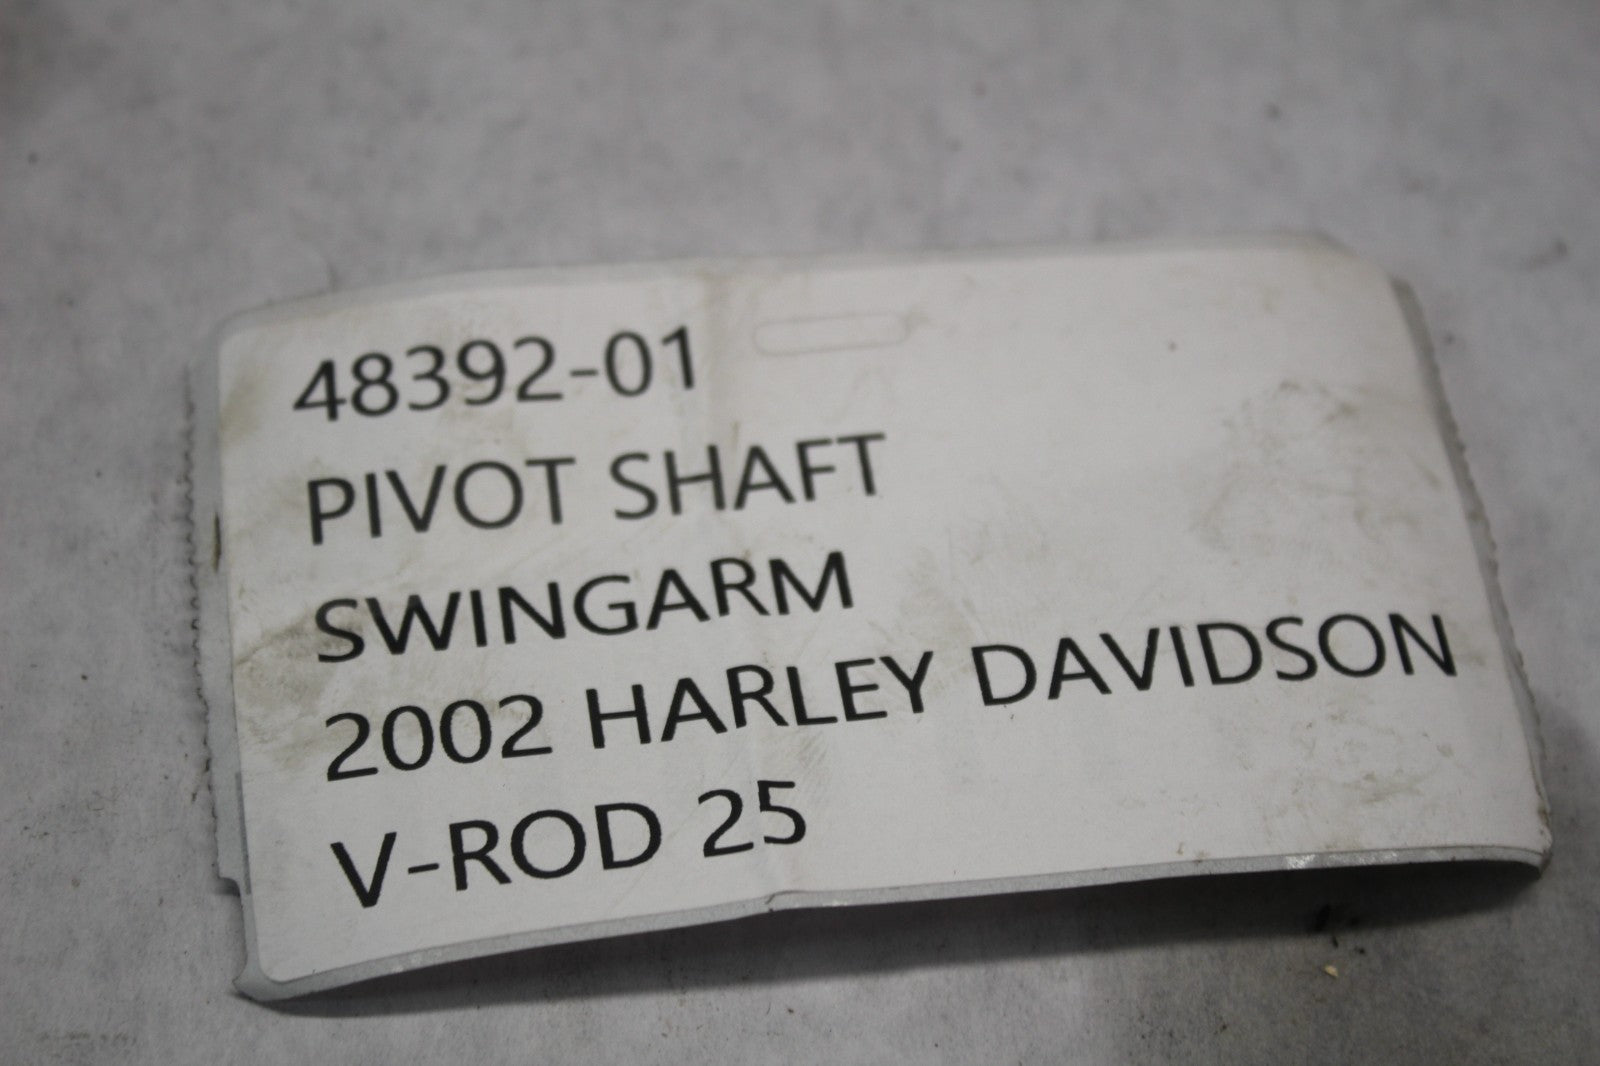 48392-01
PIVOT SHAFT
SWINGARM
2002 HARLEY DAVIDSON
V-ROD 25